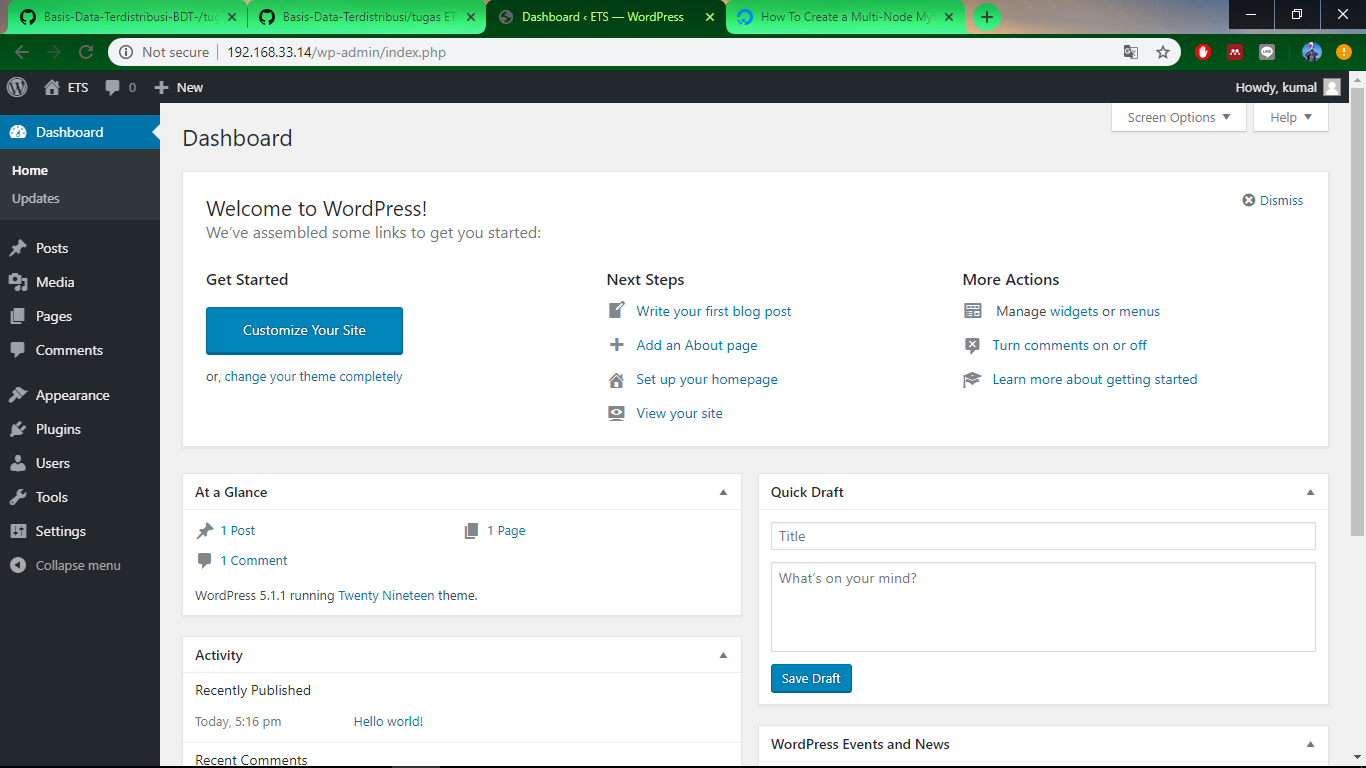 Basis-Data-Terdistribusi-BDT-/tug
Basis-Data-Terdistribusi/tugas ET
Dashboard ‹ ETS — WordPress
How To Create a Multi-Node My
Not secure
192.168.33.14/wp-admin/index.php
ETS
0
New
Howdy, kumal
Dashboard
Home
Updates
Posts
Media
Pages
Comments
Appearance
Plugins
Users
Tools
Settings
Collapse menu
Screen Options
Help
Dashboard
Welcome to WordPress!
We've assembled some links to get you started:
Dismiss
Get Started
Customize Your Site
or, change your theme completely
Next Steps
Write your first blog post
Add an About page
Set up your homepage
View your site
More Actions
Manage widgets or menus
Turn comments on or off
Learn more about getting started
At a Glance
1 Post
1 Page
1 Comment
WordPress 5.1.1 running Twenty Nineteen theme.
Activity
Recently Published
Today, 5:16 pm Hello world!
Recent Comments
Quick Draft
Title
What's on your mind?
Save Draft
WordPress Events and News